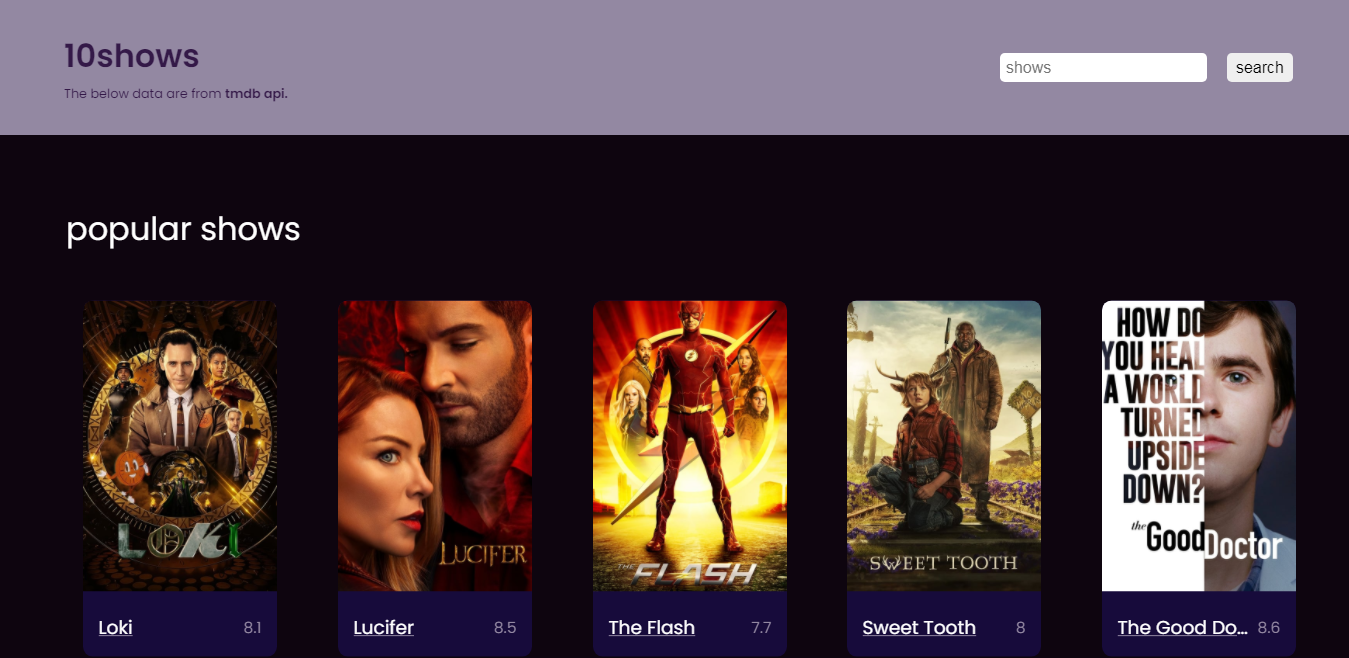 10shows
The below data are from tmdb api.
shows
search
popular shows
LOKI
LUCIFER
THE FLASH
SWEET TOOTH
HOW DO
YOU HEAL
A WORLD
TURNED
UPSIDE
DOWN?
the Good Doctor
Loki 8.1
Lucifer 8.5
The Flash 7.7
Sweet Tooth 8
The Good Do... 8.6